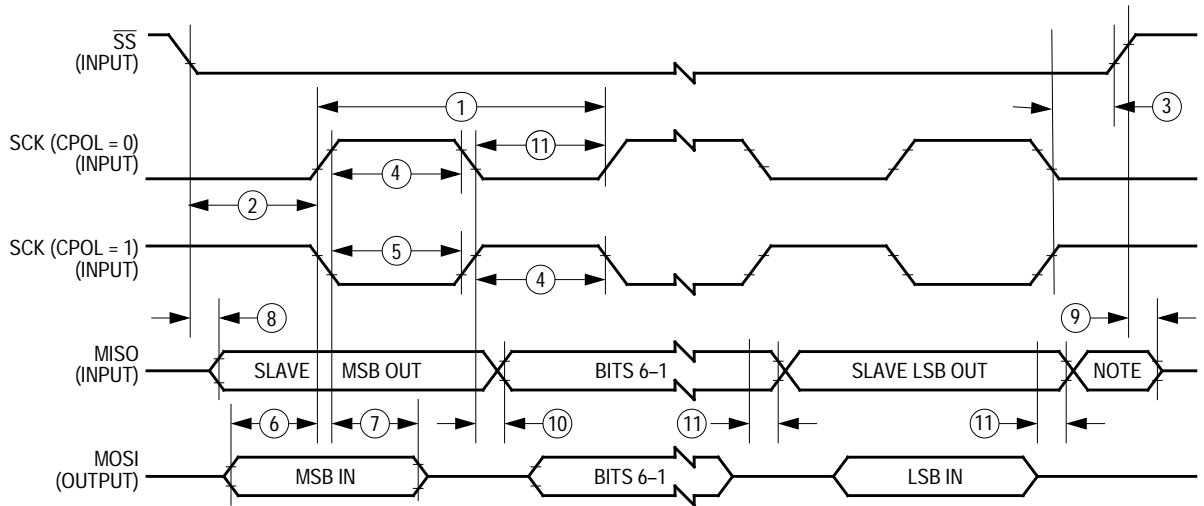 SS
(INPUT)
1
3
SCK (CPOL = 0)
(INPUT)
11
4
2
SCK (CPOL = 1)
(INPUT)
5
4
8
9
MISO
(INPUT)
SLAVE MSB OUT
BITS 6–1
SLAVE LSB OUT
NOTE
6
7
10
11
11
MOSI
(OUTPUT)
MSB IN
BITS 6–1
LSB IN